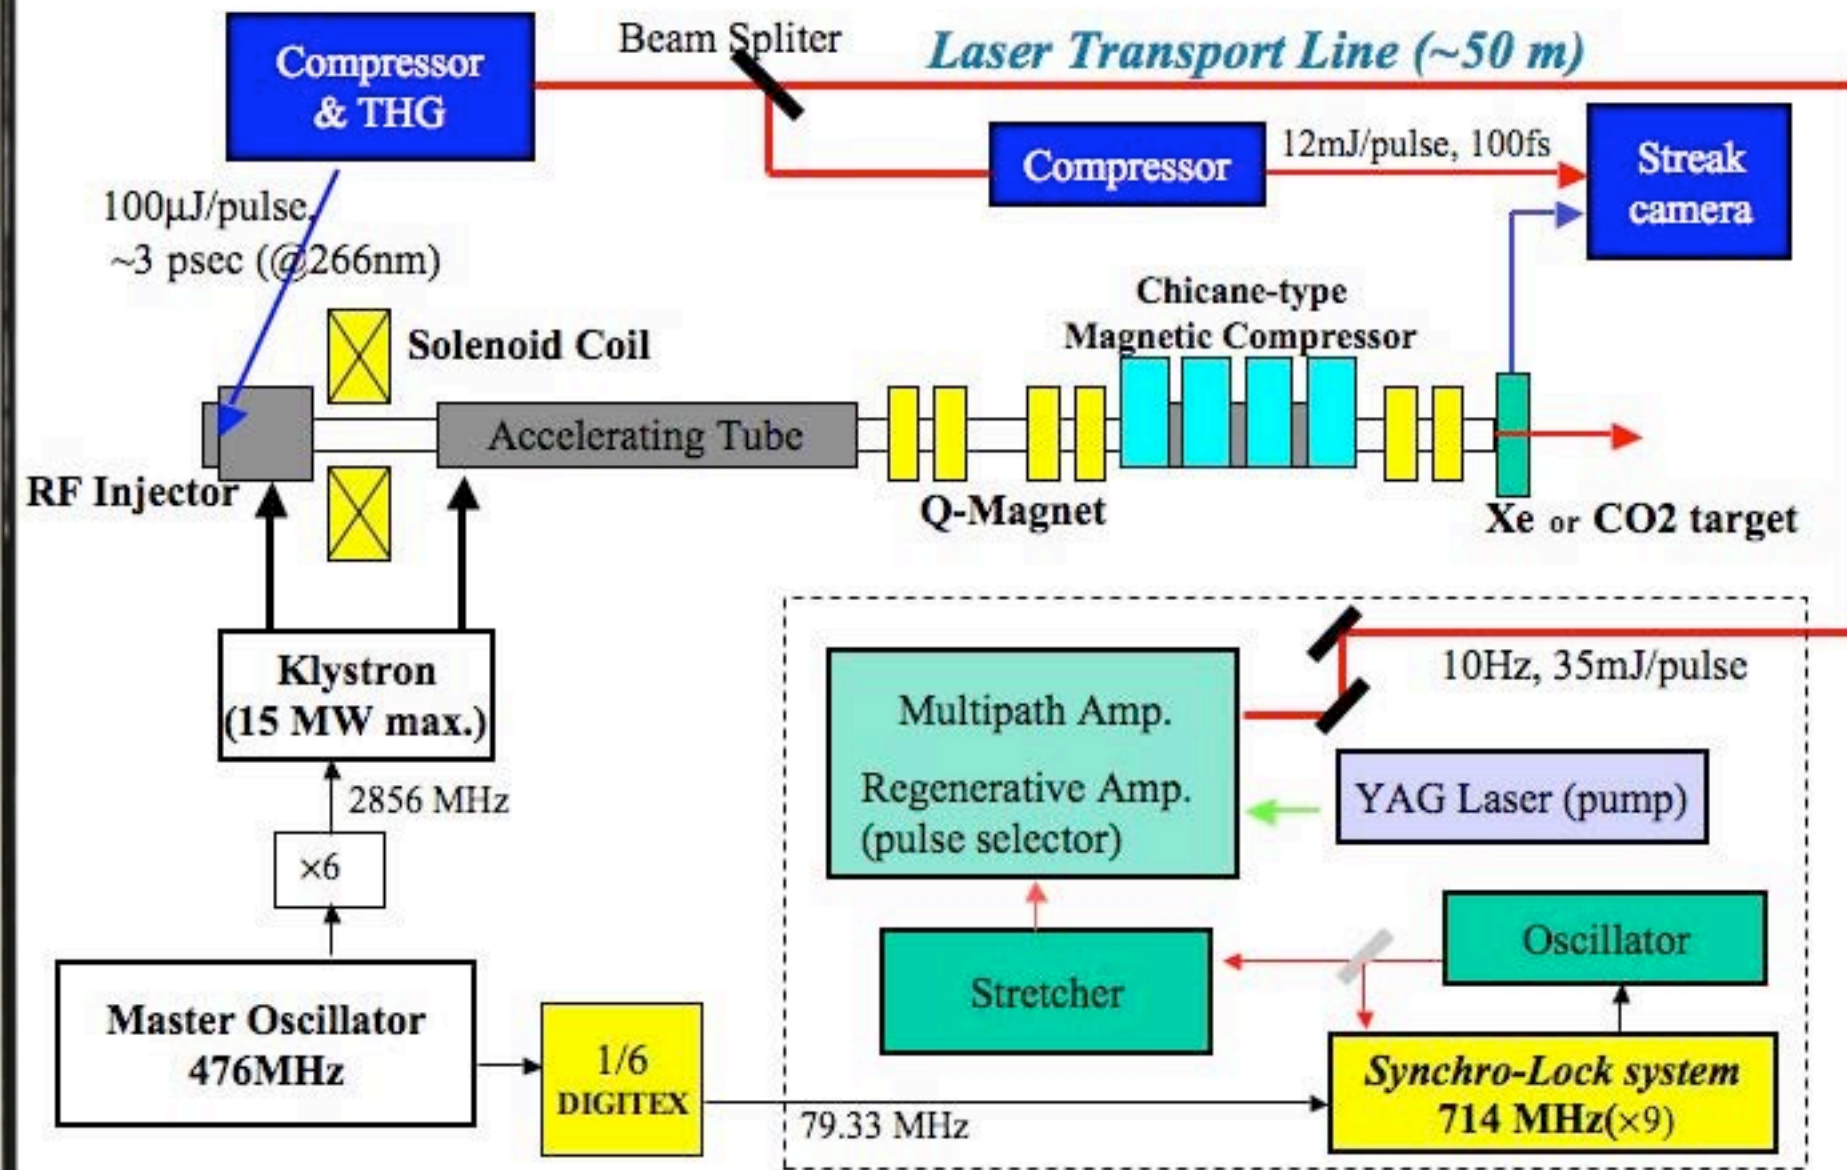 Compressor
& THG
Beam Spliter
Laser Transport Line (~50 m)
Compressor
12mJ/pulse, 100fs
Streak
camera
100µJ/pulse,
~3 psec (@266nm)
Solenoid Coil
Chicane-type
Magnetic Compressor
Accelerating Tube
RF Injector
Q-Magnet
Xe or CO2 target
Klystron
(15 MW max.)
2856 MHz
×6
Master Oscillator
476MHz
1/6
DIGITEX
79.33 MHz
Multipath Amp.
Regenerative Amp.
(pulse selector)
10Hz, 35mJ/pulse
YAG Laser (pump)
Stretcher
Oscillator
Synchro-Lock system
714 MHz(×9)